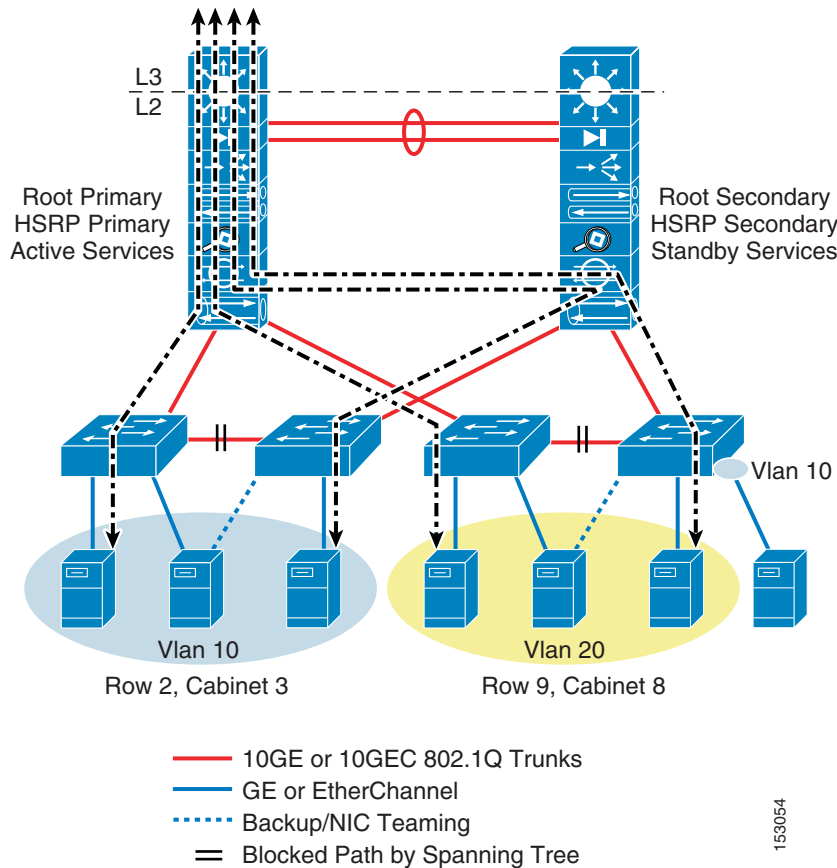 L3
L2
Root Primary
HSRP Primary
Active Services
Root Secondary
HSRP Secondary
Standby Services
Vlan 10
Vlan 10
Row 2, Cabinet 3
Vlan 20
Row 9, Cabinet 8
10GE or 10GEC 802.1Q Trunks
GE or EtherChannel
Backup/NIC Teaming
Blocked Path by Spanning Tree
153054